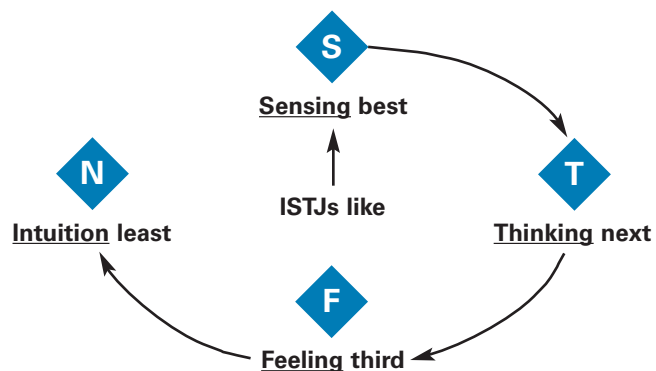 S
Sensing best
N
T
ISTJs like
Intuition least
Thinking next
F
Feeling third